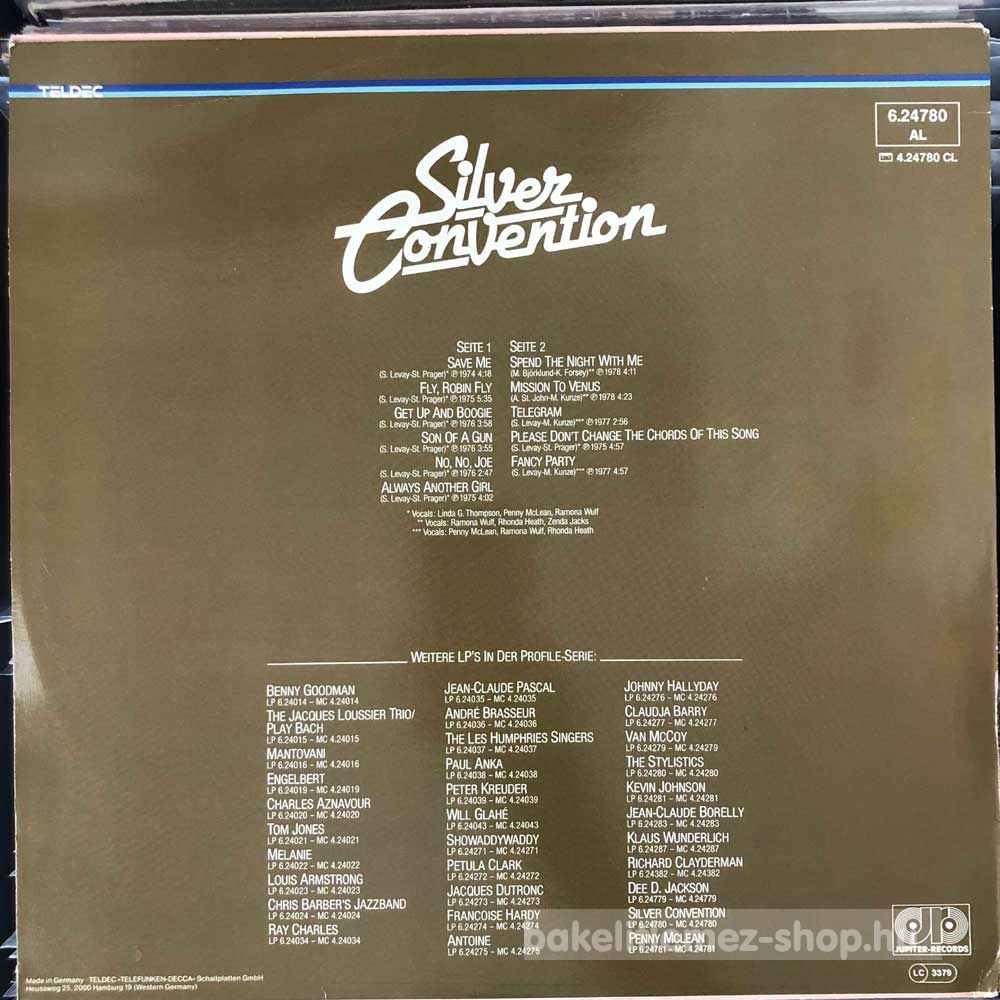 TELDEC
6.24780
AL
4.24780 CL
Silver
Convention
SEITE 1
SAVE ME
(S. Levay-St. Prager)* ℗ 1974 4:18
FLY, ROBIN FLY
(S. Levay-St. Prager)* ℗ 1975 5:35
GET UP AND BOOGIE
(S. Levay-St. Prager)* ℗ 1976 3:58
SON OF A GUN
(S. Levay-St. Prager)* ℗ 1976 3:55
NO, NO, JOE
(S. Levay-St. Prager)* ℗ 1976 2:47
ALWAYS ANOTHER GIRL
(S. Levay-St. Prager)* ℗ 1975 4:02
SEITE 2
SPEND THE NIGHT WITH ME
(M. Björklund-K. Forsey)** ℗ 1978 4:11
MISSION TO VENUS
(A. St. John-M. Kunze)** ℗ 1978 4:23
TELEGRAM
(S. Levay-M. Kunze)*** ℗ 1977 2:56
PLEASE DON'T CHANGE THE CHORDS OF THIS SONG
(S. Levay-St. Prager)* ℗ 1975 4:57
FANCY PARTY
(S. Levay-M. Kunze)*** ℗ 1977 4:57
* Vocals: Linda G. Thompson, Penny McLean, Ramona Wulf
** Vocals: Ramona Wulf, Rhonda Heath, Zenda Jacks
*** Vocals: Penny McLean, Ramona Wulf, Rhonda Heath
WEITERE LP'S IN DER PROFILE-SERIE:
BENNY GOODMAN
LP 6.24014 – MC 4.24014
THE JACQUES LOUSSIER TRIO/
PLAY BACH
LP 6.24015 – MC 4.24015
MANTOVANI
LP 6.24016 – MC 4.24016
ENGELBERT
LP 6.24019 – MC 4.24019
CHARLES AZNAVOUR
LP 6.24020 – MC 4.24020
TOM JONES
LP 6.24021 – MC 4.24021
MELANIE
LP 6.24022 – MC 4.24022
LOUIS ARMSTRONG
LP 6.24023 – MC 4.24023
CHRIS BARBER'S JAZZBAND
LP 6.24024 – MC 4.24024
RAY CHARLES
LP 6.24034 – MC 4.24034
JEAN-CLAUDE PASCAL
LP 6.24035 – MC 4.24035
ANDRÉ BRASSEUR
LP 6.24036 – MC 4.24036
THE LES HUMPHRIES SINGERS
LP 6.24037 – MC 4.24037
PAUL ANKA
LP 6.24038 – MC 4.24038
PETER KREUDER
LP 6.24039 – MC 4.24039
WILL GLAHÉ
LP 6.24043 – MC 4.24043
SHOWADDYWADDY
LP 6.24271 – MC 4.24271
PETULA CLARK
LP 6.24272 – MC 4.24272
JACQUES DUTRONC
LP 6.24273 – MC 4.24273
FRANCOISE HARDY
LP 6.24274 – MC 4.24274
ANTOINE
LP 6.24275 – MC 4.24275
JOHNNY HALLYDAY
LP 6.24276 – MC 4.24276
CLAUDJA BARRY
LP 6.24277 – MC 4.24277
VAN MCCOY
LP 6.24279 – MC 4.24279
THE STYLISTICS
LP 6.24280 – MC 4.24280
KEVIN JOHNSON
LP 6.24281 – MC 4.24281
JEAN-CLAUDE BORELLY
LP 6.24283 – MC 4.24283
KLAUS WUNDERLICH
LP 6.24287 – MC 4.24287
RICHARD CLAYDERMAN
LP 6.24382 – MC 4.24382
DEE D. JACKSON
LP 6.24779 – MC 4.24779
SILVER CONVENTION
LP 6.24780 – MC 4.24780
PENNY MCLEAN
LP 6.24781 – MC 4.24781
JUPITER-RECORDS
LC 3379
Made in Germany · TELDEC »TELEFUNKEN-DECCA« Schallplatten GmbH
Heussweg 25, 2000 Hamburg 19 (Western Germany)